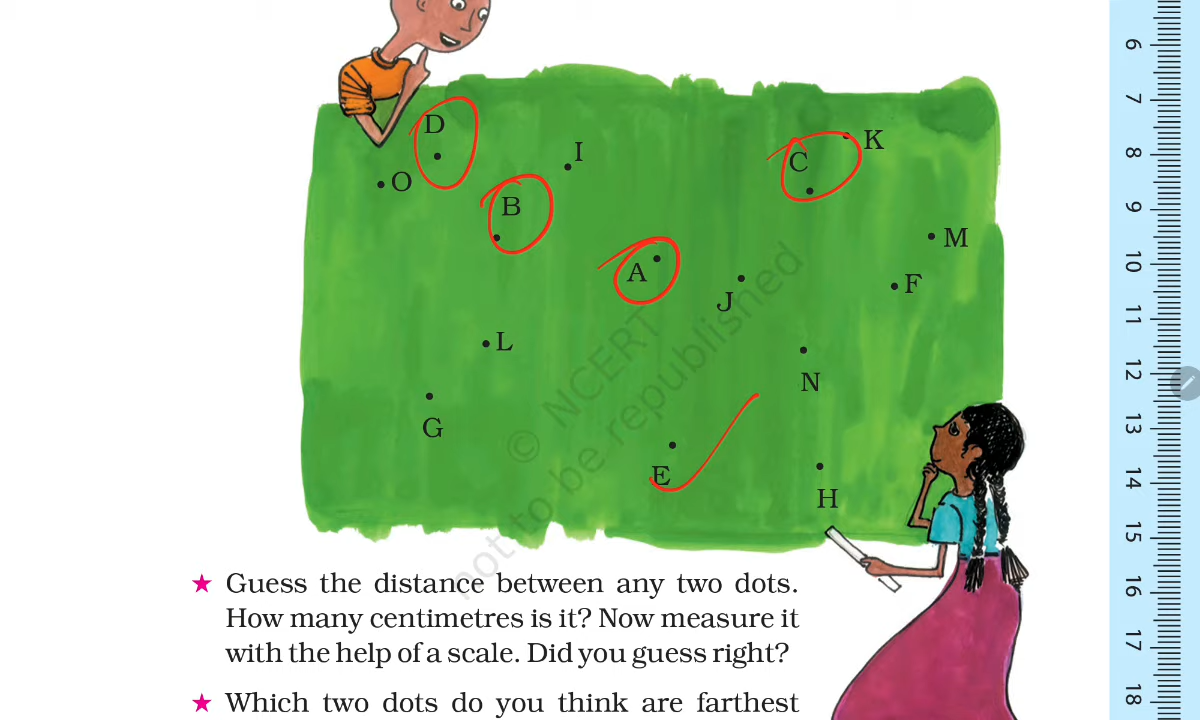 6
7
D
K
I
C
8
O
B
9
M
10
A
F
J
11
L
12
N
G
13
E
14
H
15
© NCERT
not to be republished
★ Guess the distance between any two dots.
16
How many centimetres is it? Now measure it
17
with the help of a scale. Did you guess right?
★ Which two dots do you think are farthest
18